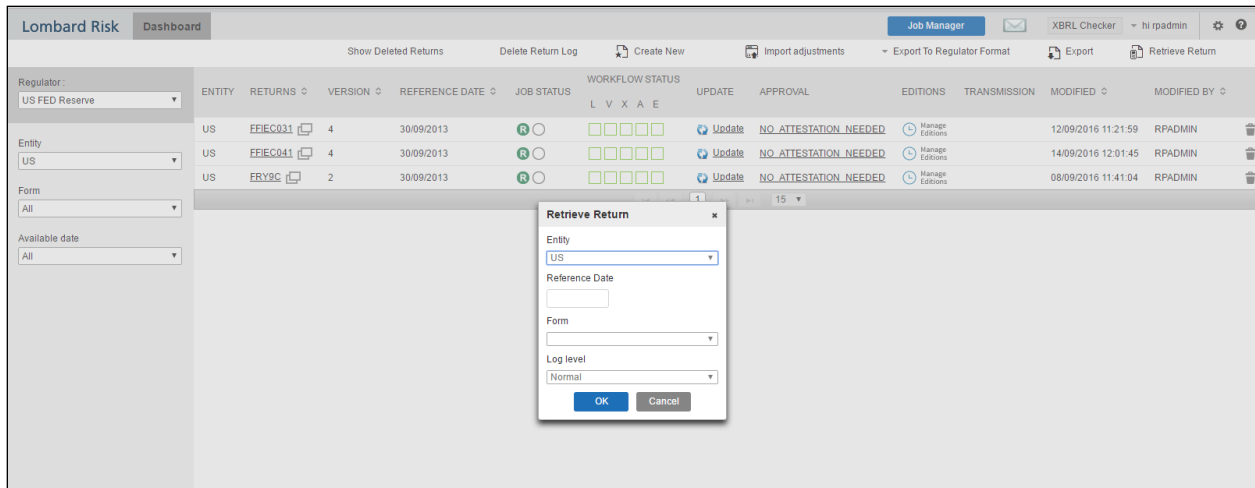 Lombard Risk Dashboard Job Manager XBRL Checker hi rpadmin
Show Deleted Returns Delete Return Log Create New Import adjustments Export To Regulator Format Export Retrieve Return
Regulator :
US FED Reserve
Entity
US
Form
All
Available date
All
WORKFLOW STATUS
ENTITY RETURNS VERSION REFERENCE DATE JOB STATUS L V X A E UPDATE APPROVAL EDITIONS TRANSMISSION MODIFIED MODIFIED BY
US FFIEC031 4 30/09/2013 R Update NO_ATTESTATION_NEEDED Manage Editions 12/09/2016 11:21:59 RPADMIN
US FFIEC041 4 30/09/2013 R Update NO_ATTESTATION_NEEDED Manage Editions 14/09/2016 12:01:45 RPADMIN
US FRY9C 2 30/09/2013 R Update NO_ATTESTATION_NEEDED Manage Editions 08/09/2016 11:41:04 RPADMIN
1 15
Retrieve Return ×
Entity
US
Reference Date
Form
Log level
Normal
OK Cancel